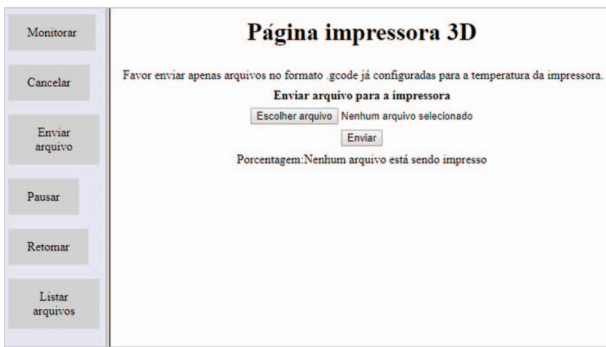 Monitorar
Cancelar
Enviar
arquivo
Pausar
Retomar
Listar
arquivos
Página impressora 3D
Favor enviar apenas arquivos no formato .gcode já configuradas para a temperatura da impressora.
Enviar arquivo para a impressora
Escolher arquivo Nenhum arquivo selecionado
Enviar
Porcentagem:Nenhum arquivo está sendo impresso